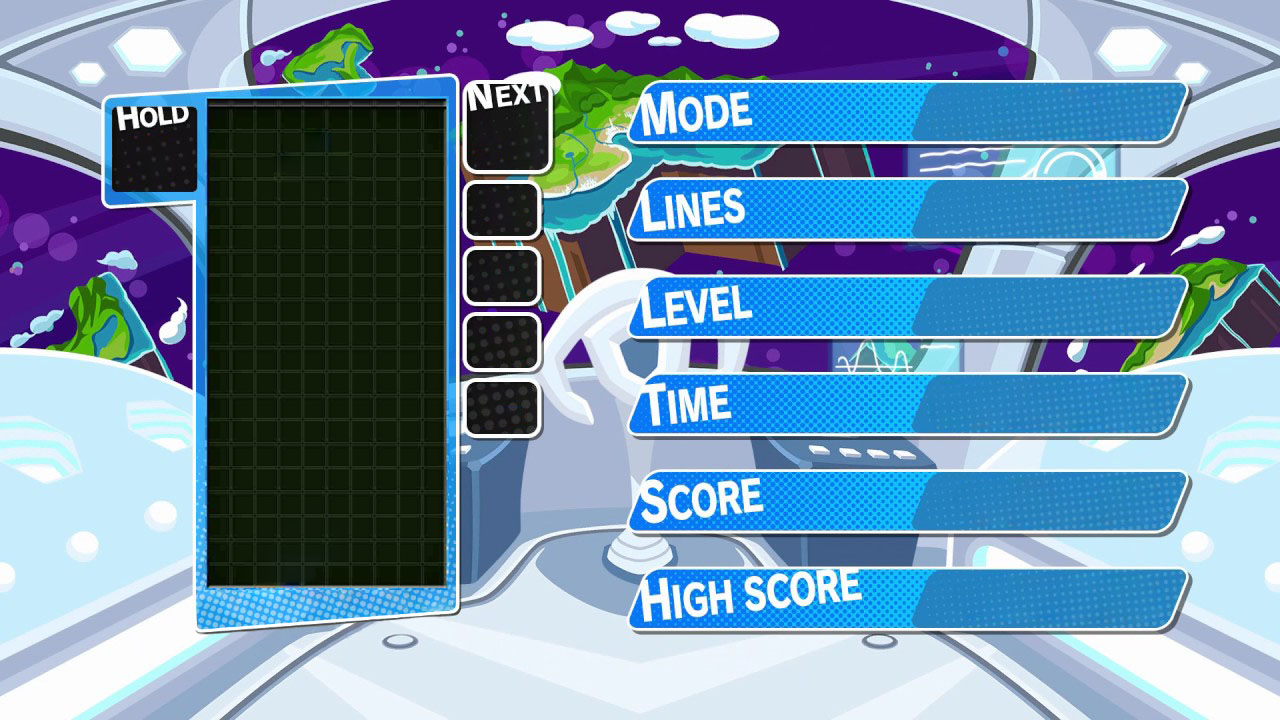 HOLD
NEXT
MODE
LINES
LEVEL
TIME
SCORE
HIGH SCORE